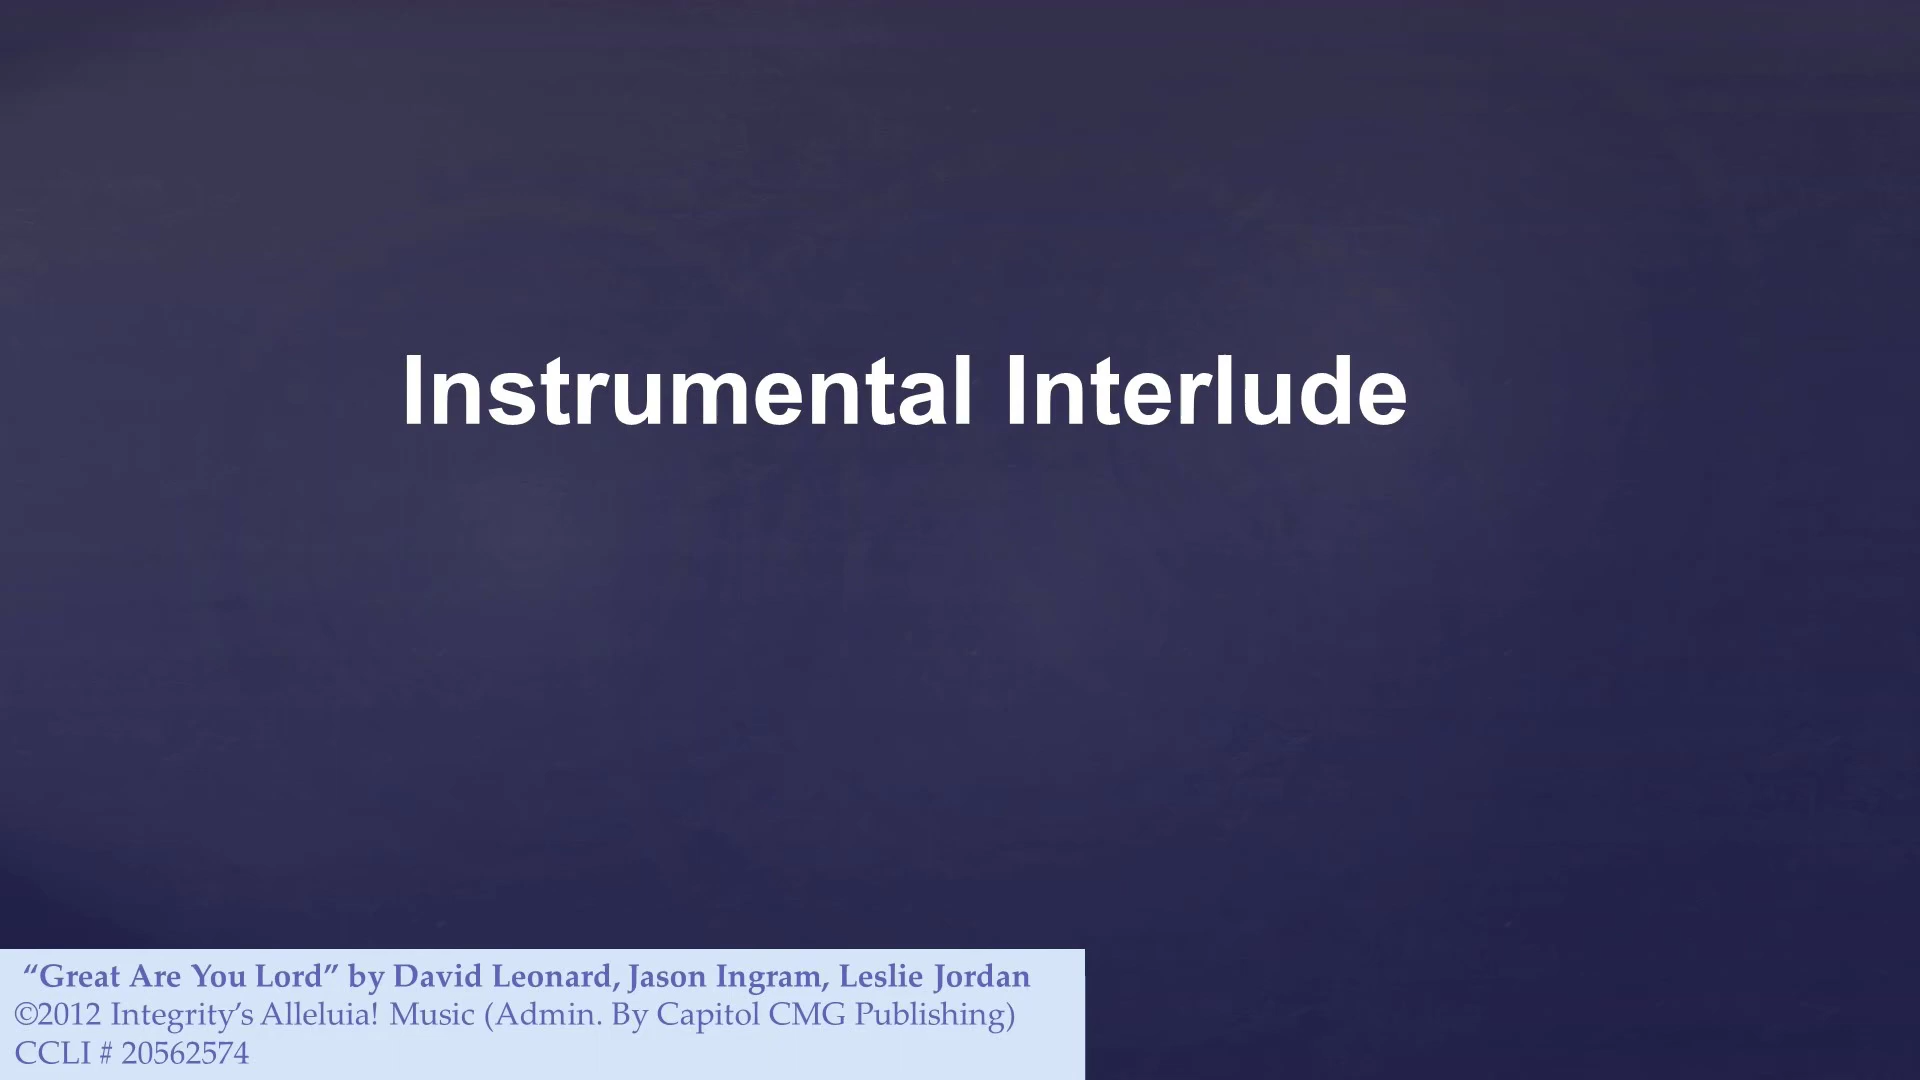 Instrumental Interlude
“Great Are You Lord” by David Leonard, Jason Ingram, Leslie Jordan
©2012 Integrity’s Alleluia! Music (Admin. By Capitol CMG Publishing)
CCLI # 20562574